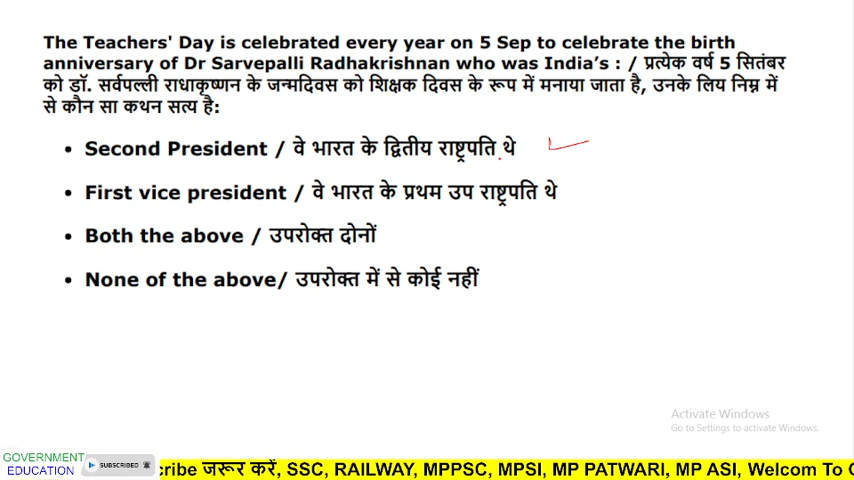 The Teachers' Day is celebrated every year on 5 Sep to celebrate the birth
anniversary of Dr Sarvepalli Radhakrishnan who was India's : / प्रत्येक वर्ष 5 सितंबर
को डॉ. सर्वपल्ली राधाकृष्णन के जन्मदिवस को शिक्षक दिवस के रूप में मनाया जाता है, उनके लिय निम्न में
से कौन सा कथन सत्य है:
• Second President / वे भारत के द्वितीय राष्ट्रपति थे
• First vice president / वे भारत के प्रथम उप राष्ट्रपति थे
• Both the above / उपरोक्त दोनों
• None of the above/ उपरोक्त में से कोई नहीं
Activate Windows
Go to Settings to activate Windows.
GOVERNMENT
EDUCATION
SUBSCRIBED
cribe जरूर करें, SSC, RAILWAY, MPPSC, MPSI, MP PATWARI, MP ASI, Welcom To